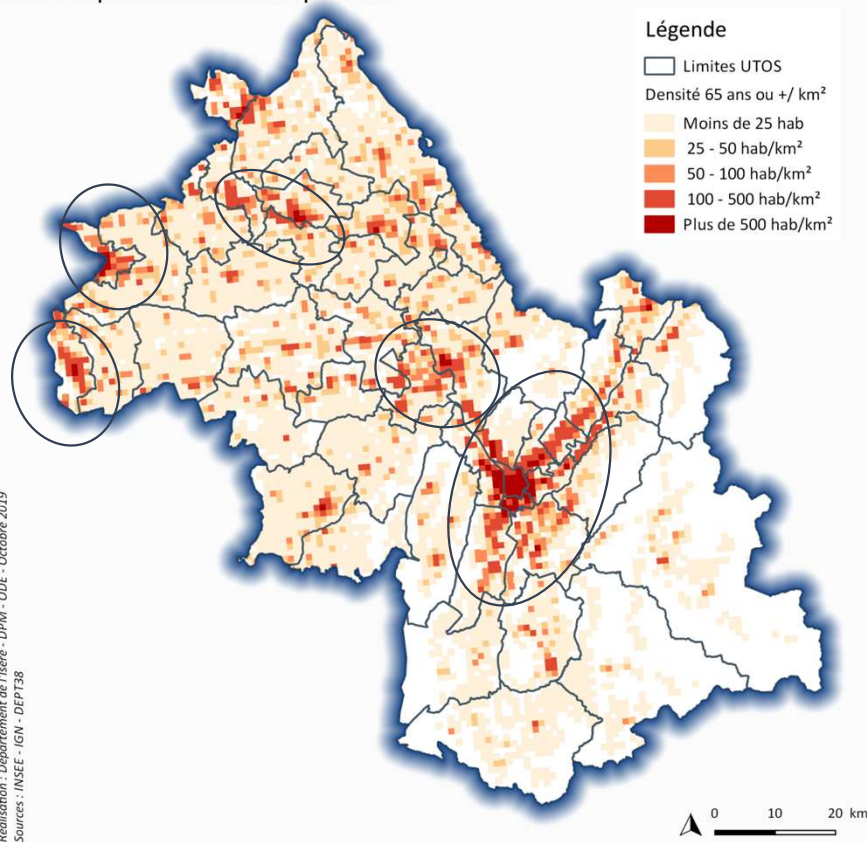 Légende
Limites UTOS
Densité 65 ans ou +/ km²
Moins de 25 hab
25 - 50 hab/km²
50 - 100 hab/km²
100 - 500 hab/km²
Plus de 500 hab/km²
Réalisation : Département de l'Isère - DPM - ODE - Octobre 2019
Sources : INSEE - IGN - DEPT38
0 10 20 km